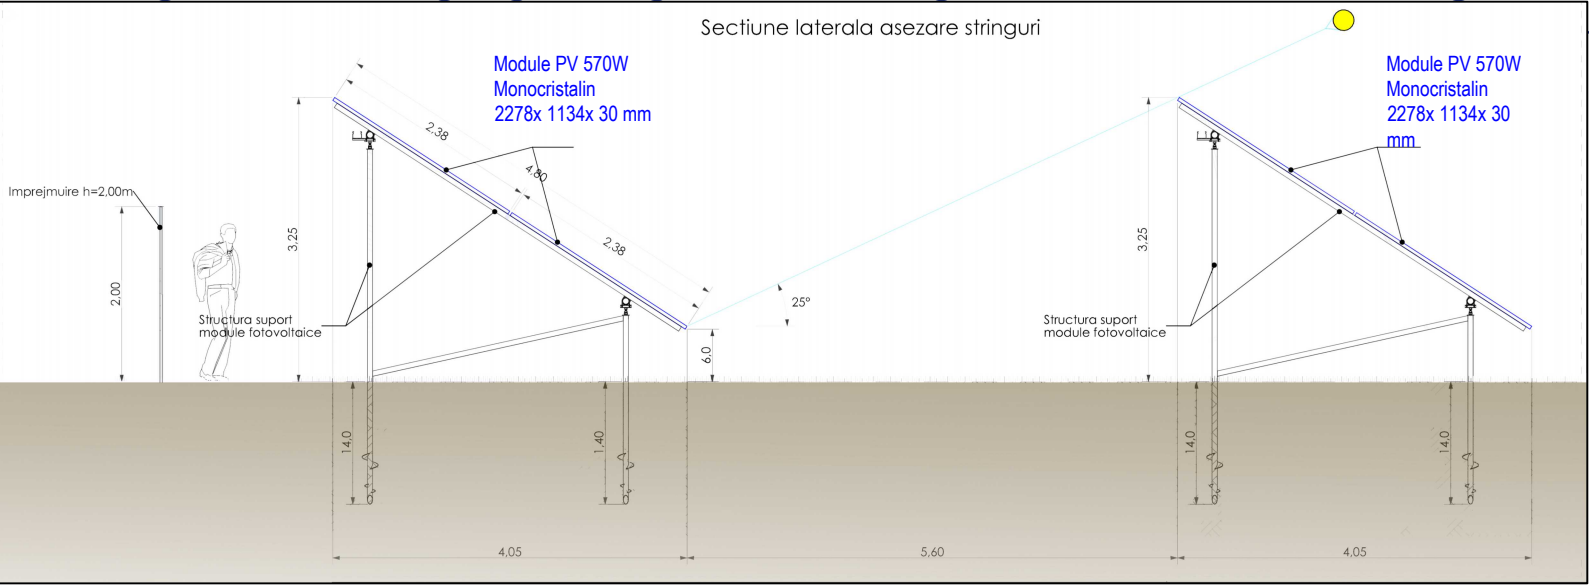 Sectiune laterala asezare stringuri
Module PV 570W
Monocristalin
2278x 1134x 30 mm
Module PV 570W
Monocristalin
2278x 1134x 30
mm
2,38
4,80
2,38
Imprejmuire h=2,00m
2,00
3,25
3,25
25°
Structura suport
module fotovoltaice
Structura suport
module fotovoltaice
6,0
14,0
1,40
14,0
14,0
4,05
5,60
4,05